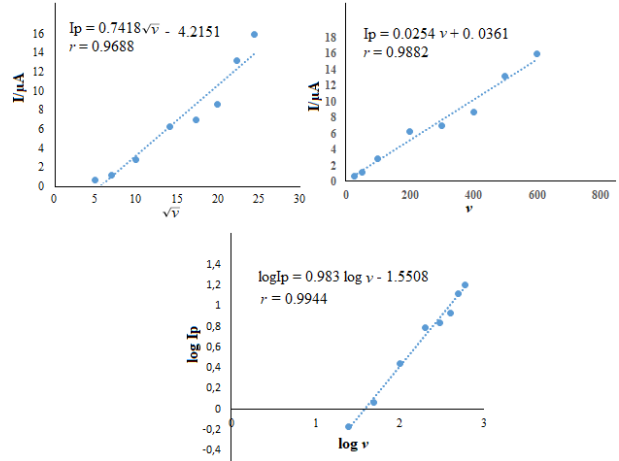 Ip = 0.7418√v - 4.2151
r = 0.9688
I/µA
16
14
12
10
8
6
4
2
0
0 5 10 15 20 25 30
√v
Ip = 0.0254 v + 0. 0361
r = 0.9882
I/µA
18
16
14
12
10
8
6
4
2
0
0 200 400 600 800
v
logIp = 0.983 log v - 1.5508
r = 0.9944
log Ip
1,4
1,2
1
0,8
0,6
0,4
0,2
0
-0,2
-0,4
0 1 2 3
log v